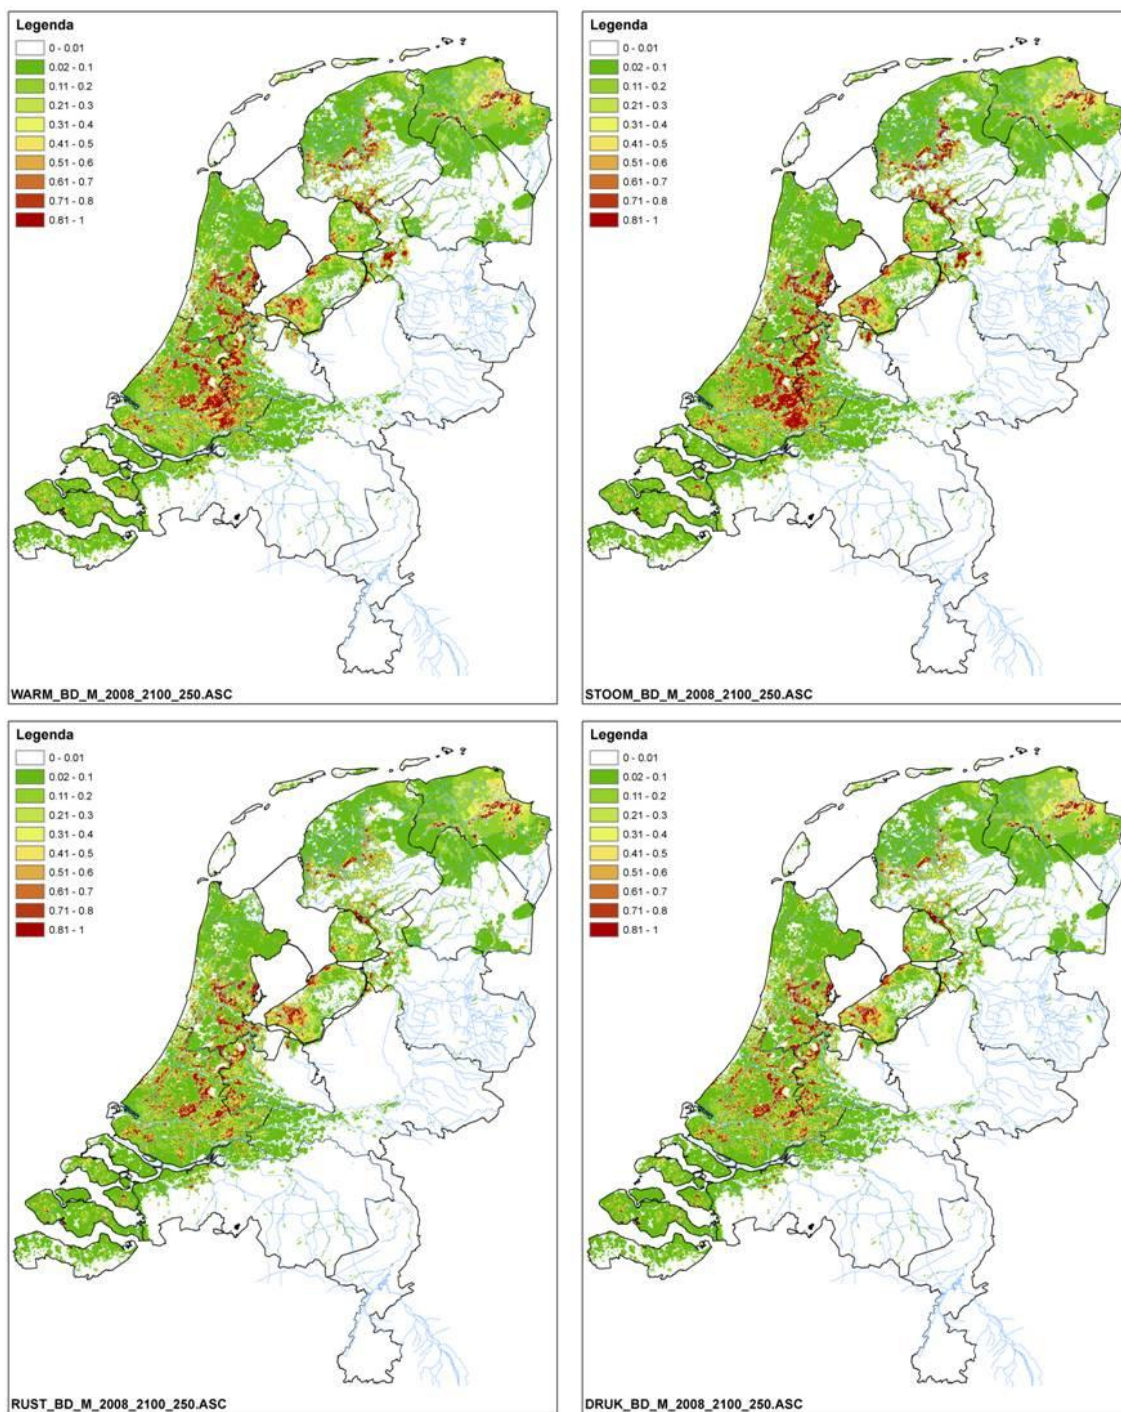 Legenda
0 - 0.01
0.02 - 0.1
0.11 - 0.2
0.21 - 0.3
0.31 - 0.4
0.41 - 0.5
0.51 - 0.6
0.61 - 0.7
0.71 - 0.8
0.81 - 1
WARM_BD_M_2008_2100_250.ASC
Legenda
0 - 0.01
0.02 - 0.1
0.11 - 0.2
0.21 - 0.3
0.31 - 0.4
0.41 - 0.5
0.51 - 0.6
0.61 - 0.7
0.71 - 0.8
0.81 - 1
STOOM_BD_M_2008_2100_250.ASC
Legenda
0 - 0.01
0.02 - 0.1
0.11 - 0.2
0.21 - 0.3
0.31 - 0.4
0.41 - 0.5
0.51 - 0.6
0.61 - 0.7
0.71 - 0.8
0.81 - 1
RUST_BD_M_2008_2100_250.ASC
Legenda
0 - 0.01
0.02 - 0.1
0.11 - 0.2
0.21 - 0.3
0.31 - 0.4
0.41 - 0.5
0.51 - 0.6
0.61 - 0.7
0.71 - 0.8
0.81 - 1
DRUK_BD_M_2008_2100_250.ASC